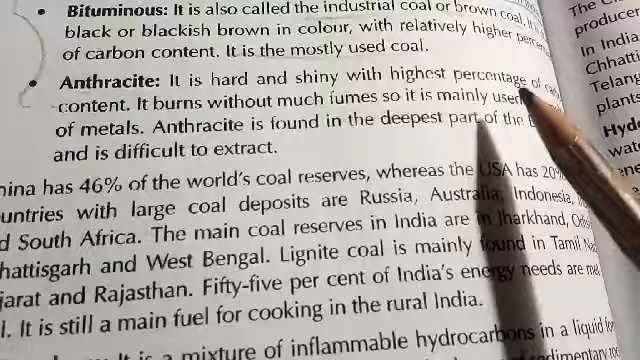 Bituminous: It is also called the industrial coal or brown coal. It is
black or blackish brown in colour, with relatively higher
of carbon content. It is the mostly used coal.
Anthracite: It is hard and shiny with highest percentage of
content. It burns without much fumes so it is mainly used
of metals. Anthracite is found in the deepest part of the
and is difficult to extract.
hina has 46% of the world's coal reserves, whereas the USA has 20%
untries with large coal deposits are Russia, Australia, Indonesia,
d South Africa. The main coal reserves in India are in Jharkhand,
hattisgarh and West Bengal. Lignite coal is mainly found in Tamil
jarat and Rajasthan. Fifty-five per cent of India's energy needs are
l. It is still a main fuel for cooking in the rural India.
It is a mixture of inflammable hydrocarbons in a liquid
The
producer
In India
Chhatti
Telang
plants
Hyd
wate